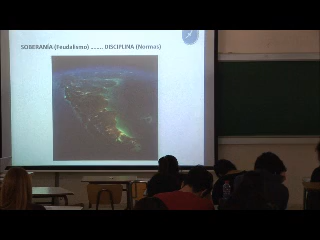 SOBERANÍA (Feudalismo) ........ DISCIPLINA (Normas)